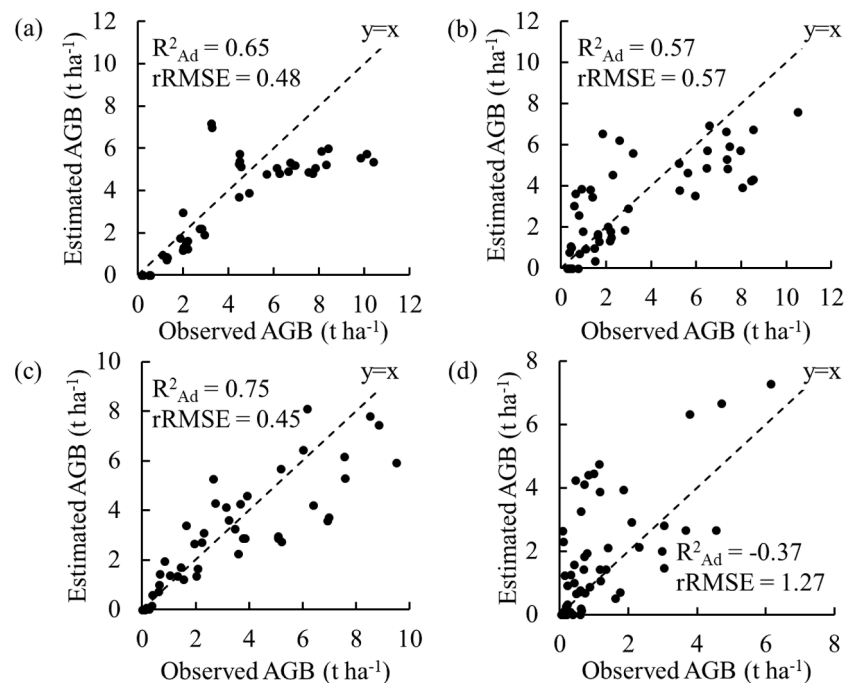 (a)
R²Ad = 0.65
rRMSE = 0.48
y=x
Estimated AGB (t ha⁻¹)
12
10
8
6
4
2
0
0 2 4 6 8 10 12
Observed AGB (t ha⁻¹)
(b)
R²Ad = 0.57
rRMSE = 0.57
y=x
Estimated AGB (t ha⁻¹)
12
10
8
6
4
2
0
0 2 4 6 8 10 12
Observed AGB (t ha⁻¹)
(c)
R²Ad = 0.75
rRMSE = 0.45
y=x
Estimated AGB (t ha⁻¹)
10
8
6
4
2
0
0 2 4 6 8 10
Observed AGB (t ha⁻¹)
(d)
y=x
Estimated AGB (t ha⁻¹)
8
6
4
2
0
R²Ad = -0.37
rRMSE = 1.27
0 2 4 6 8
Observed AGB (t ha⁻¹)